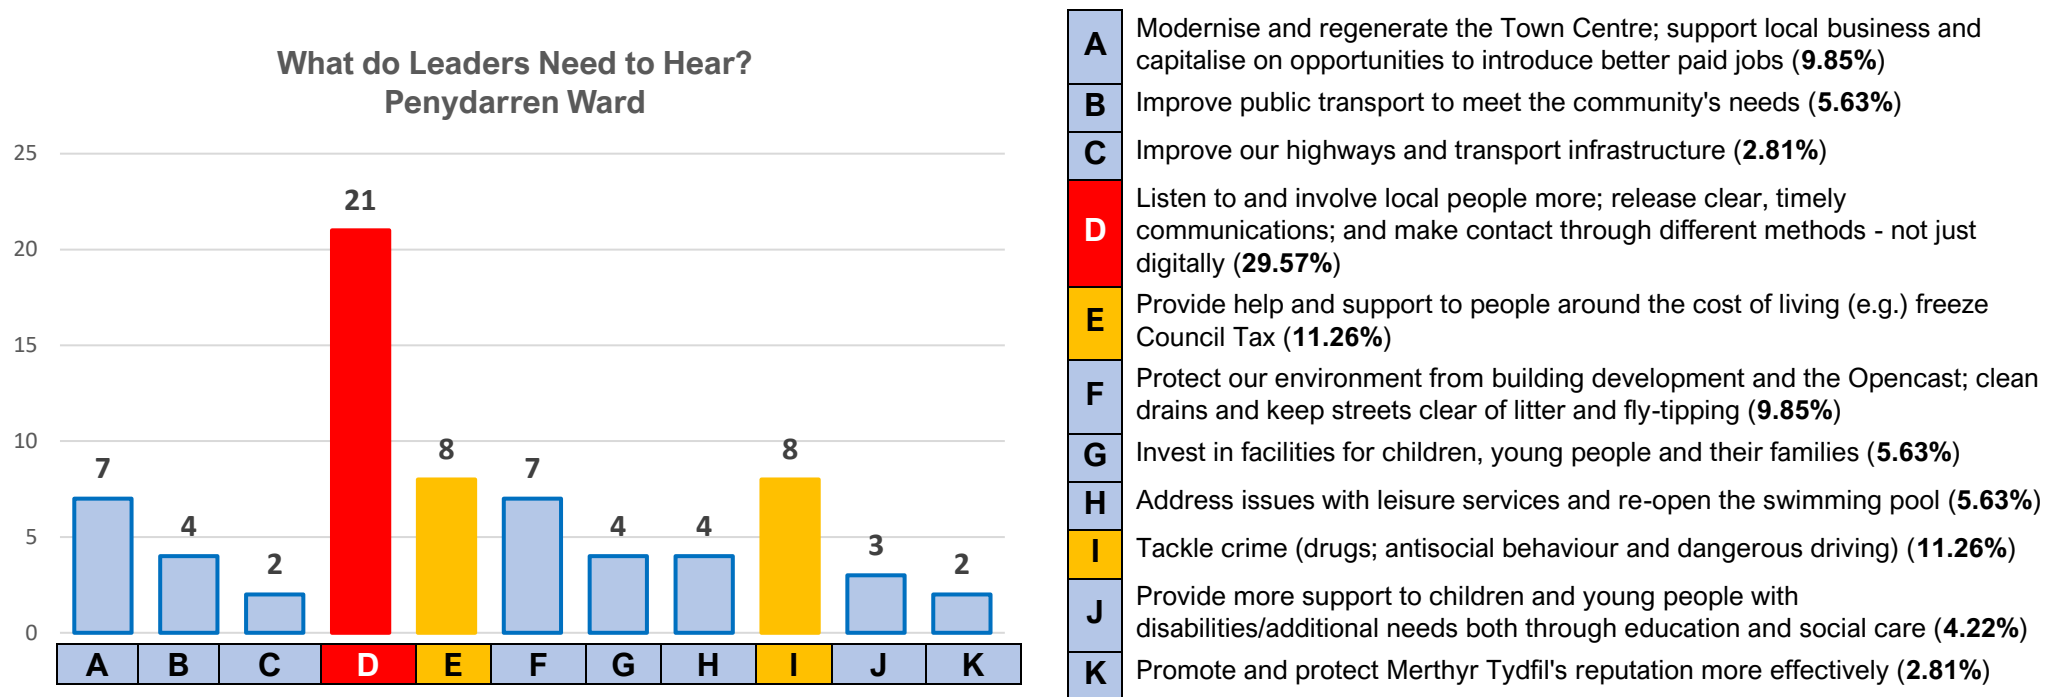 What do Leaders Need to Hear?
Penydarren Ward
25
20
15
10
5
0
7
4
2
21
8
7
4
4
8
3
2
A B C D E F G H I J K
A Modernise and regenerate the Town Centre; support local business and
capitalise on opportunities to introduce better paid jobs (9.85%)
B Improve public transport to meet the community's needs (5.63%)
C Improve our highways and transport infrastructure (2.81%)
D Listen to and involve local people more; release clear, timely
communications; and make contact through different methods - not just
digitally (29.57%)
E Provide help and support to people around the cost of living (e.g.) freeze
Council Tax (11.26%)
F Protect our environment from building development and the Opencast; clean
drains and keep streets clear of litter and fly-tipping (9.85%)
G Invest in facilities for children, young people and their families (5.63%)
H Address issues with leisure services and re-open the swimming pool (5.63%)
I Tackle crime (drugs; antisocial behaviour and dangerous driving) (11.26%)
J Provide more support to children and young people with
disabilities/additional needs both through education and social care (4.22%)
K Promote and protect Merthyr Tydfil's reputation more effectively (2.81%)